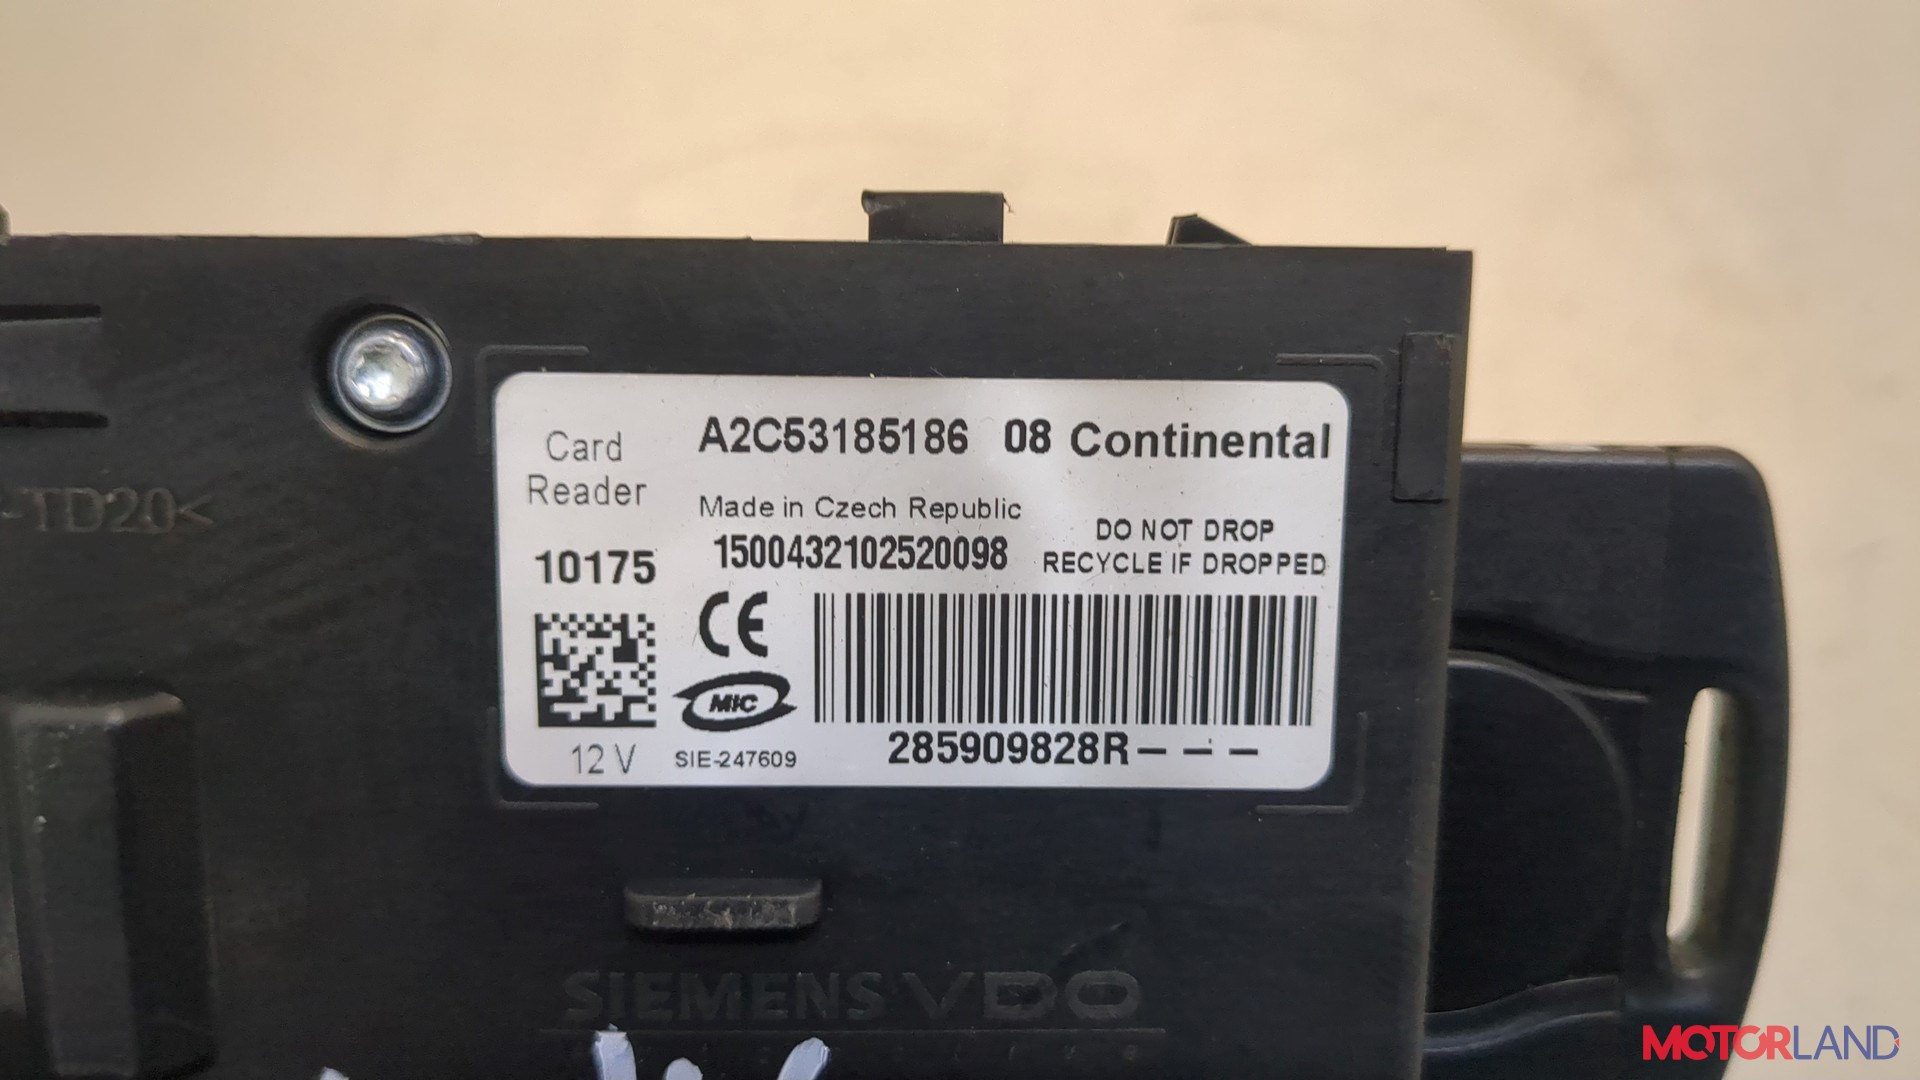 A2C53185186 08 Continental
Card
Reader
Made in Czech Republic
DO NOT DROP
RECYCLE IF DROPPED
10175
1500432102520098
CE
MIC
12 V
SIE-247609
285909828R– – –
-TD20<
SIEMENS VDO
MOTORLAND